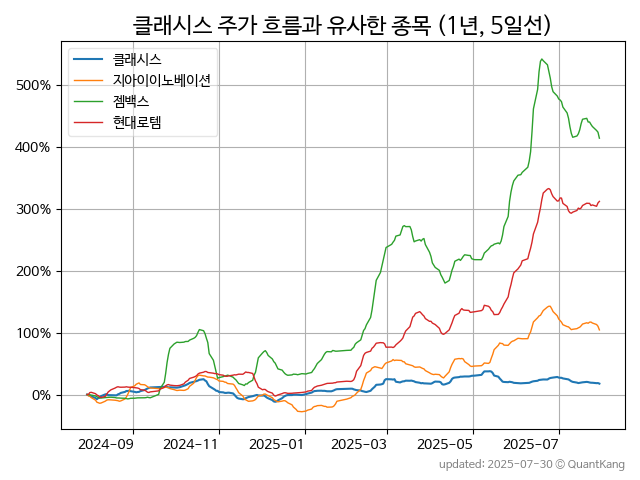 클래시스 주가 흐름과 유사한 종목 (1년, 5일선)
클래시스
지아이이노베이션
젬백스
현대로템
500%
400%
300%
200%
100%
0%
2024-09 2024-11 2025-01 2025-03 2025-05 2025-07
updated: 2025-07-30 © QuantKang